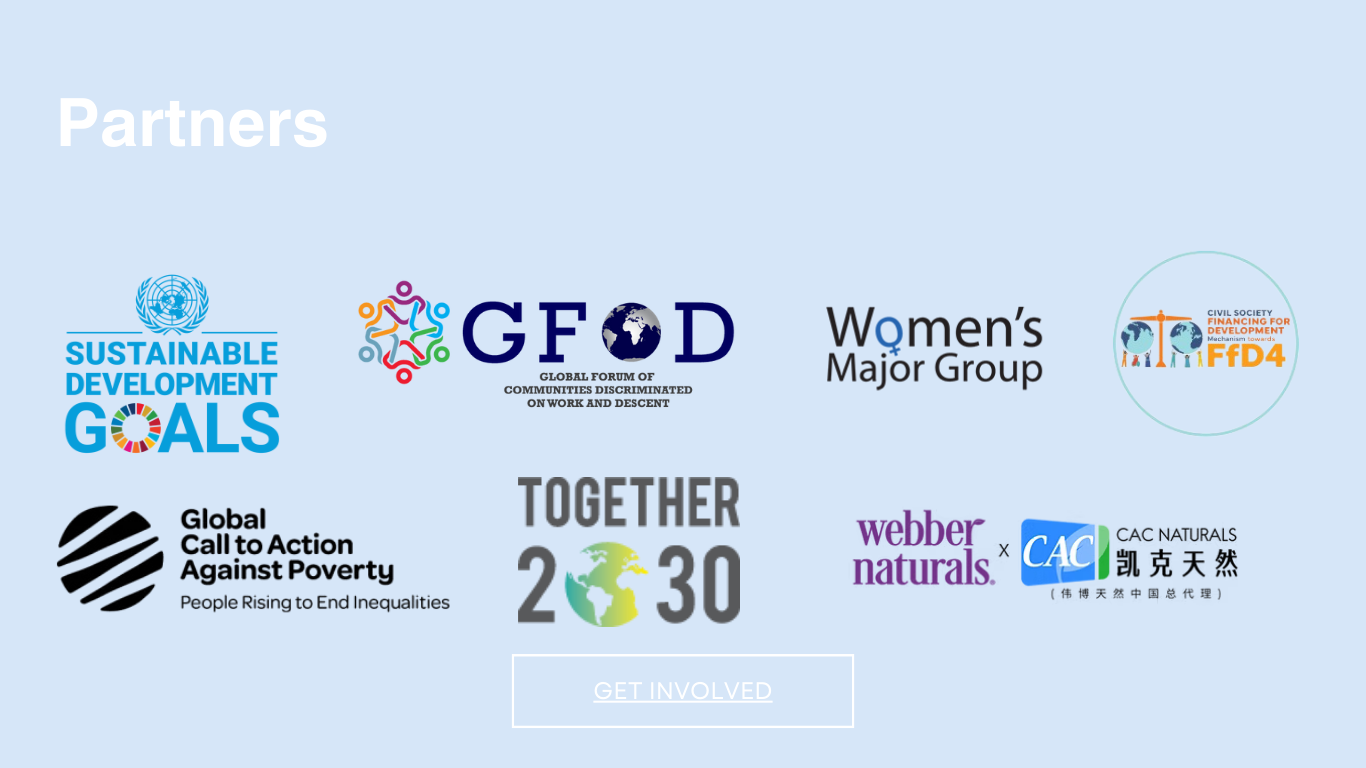 Partners
SUSTAINABLE
DEVELOPMENT
GOALS
GFOD
GLOBAL FORUM OF
COMMUNITIES DISCRIMINATED
ON WORK AND DESCENT
Women's
Major Group
CIVIL SOCIETY
FINANCING FOR
DEVELOPMENT
Mechanism towards
FfD4
Global
Call to Action
Against Poverty
People Rising to End Inequalities
TOGETHER
2030
webber
naturals®
X
CAC
CAC NATURALS
凯克天然
(伟博天然中国总代理)
GET INVOLVED